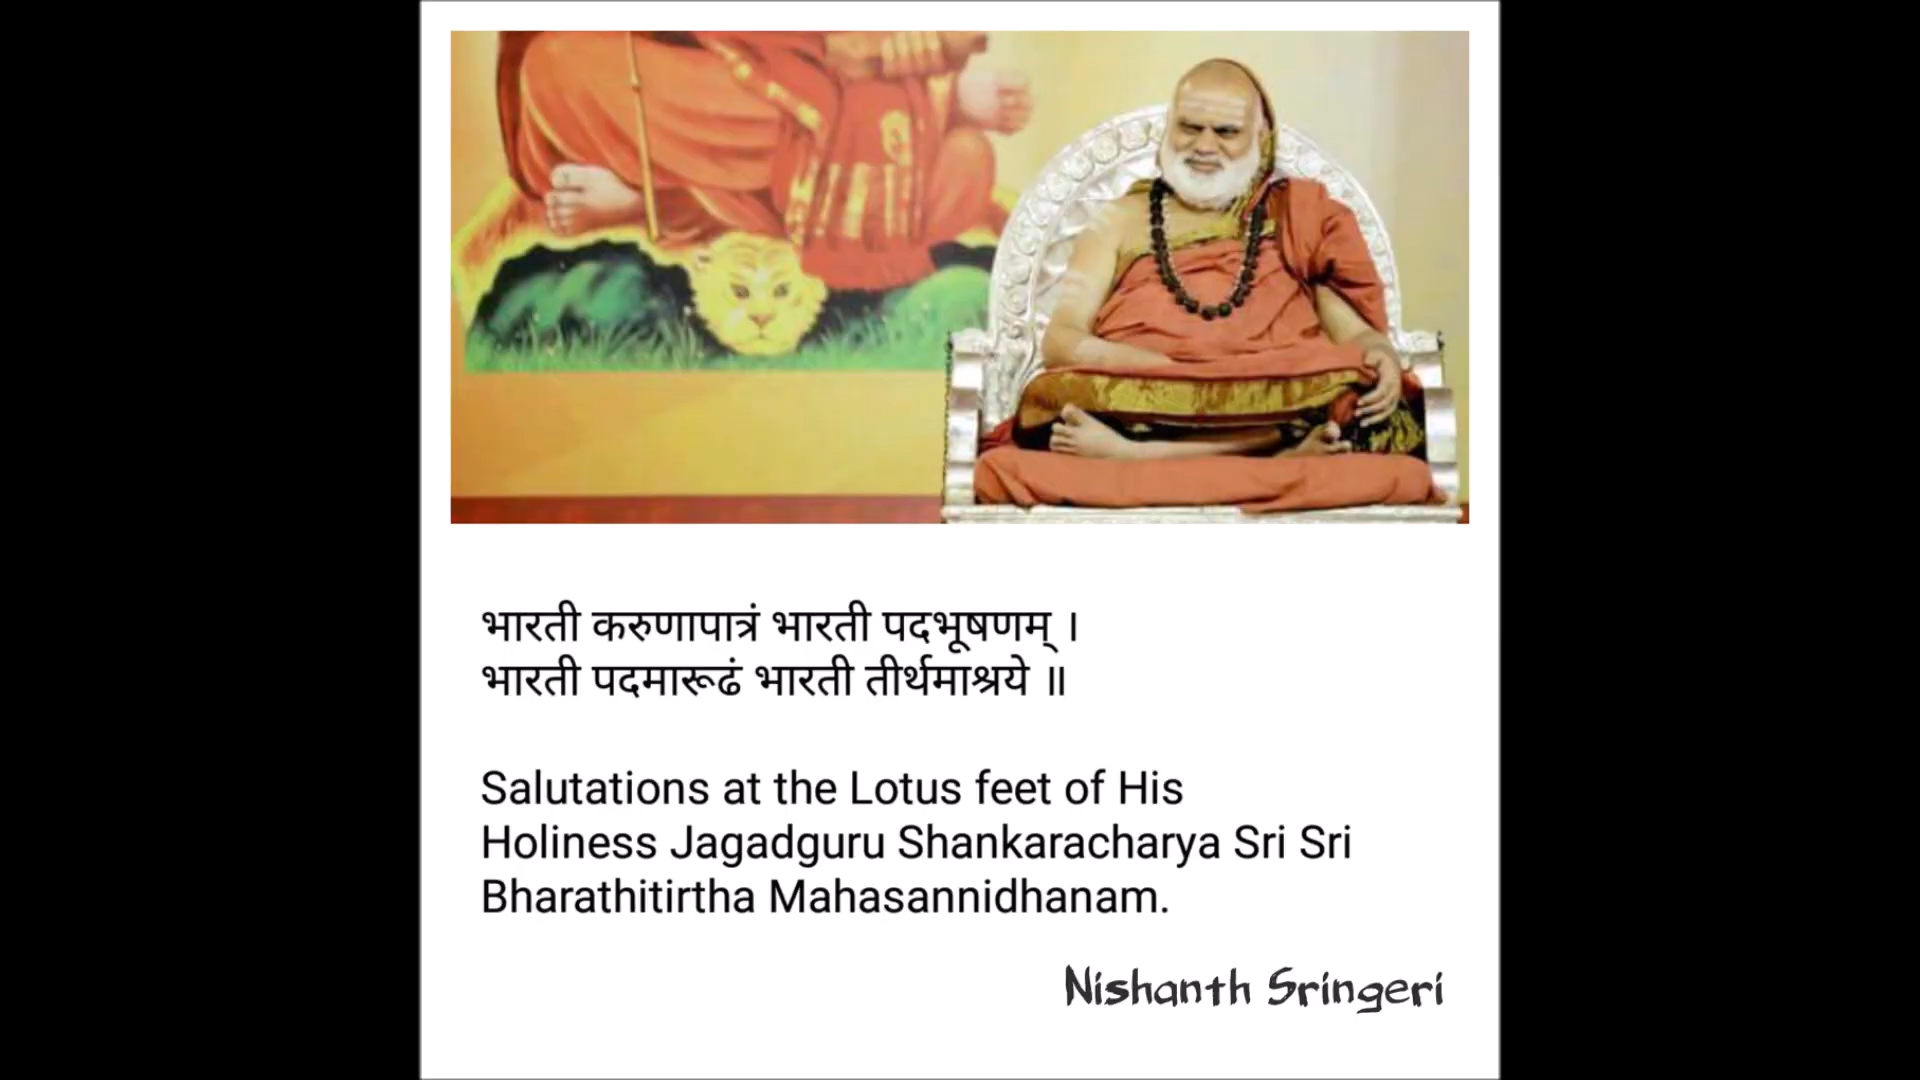 भारती करुणापात्रं भारती पदभूषणम् ।
भारती पदमारूढं भारती तीर्थमाश्रये ॥
Salutations at the Lotus feet of His
Holiness Jagadguru Shankaracharya Sri Sri
Bharathitirtha Mahasannidhanam.
Nishanth Sringeri